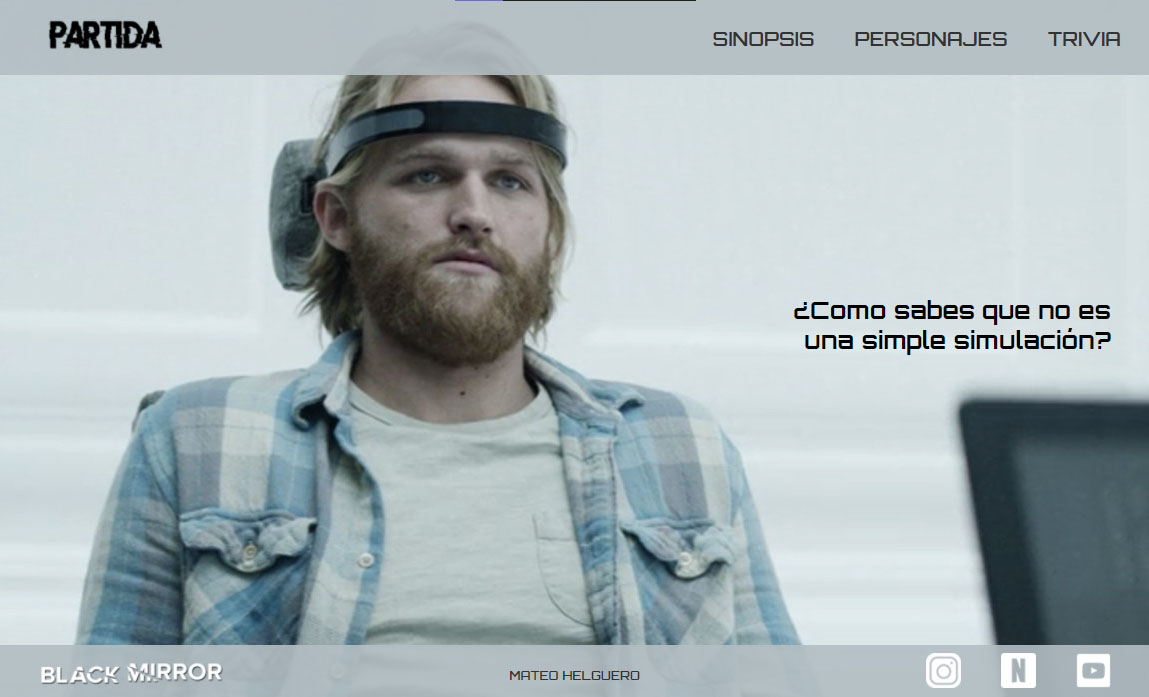 PARTIDA
SINOPSIS PERSONAJES TRIVIA
¿Como sabes que no es
una simple simulación?
BLACK MIRROR
MATEO HELGUERO
N